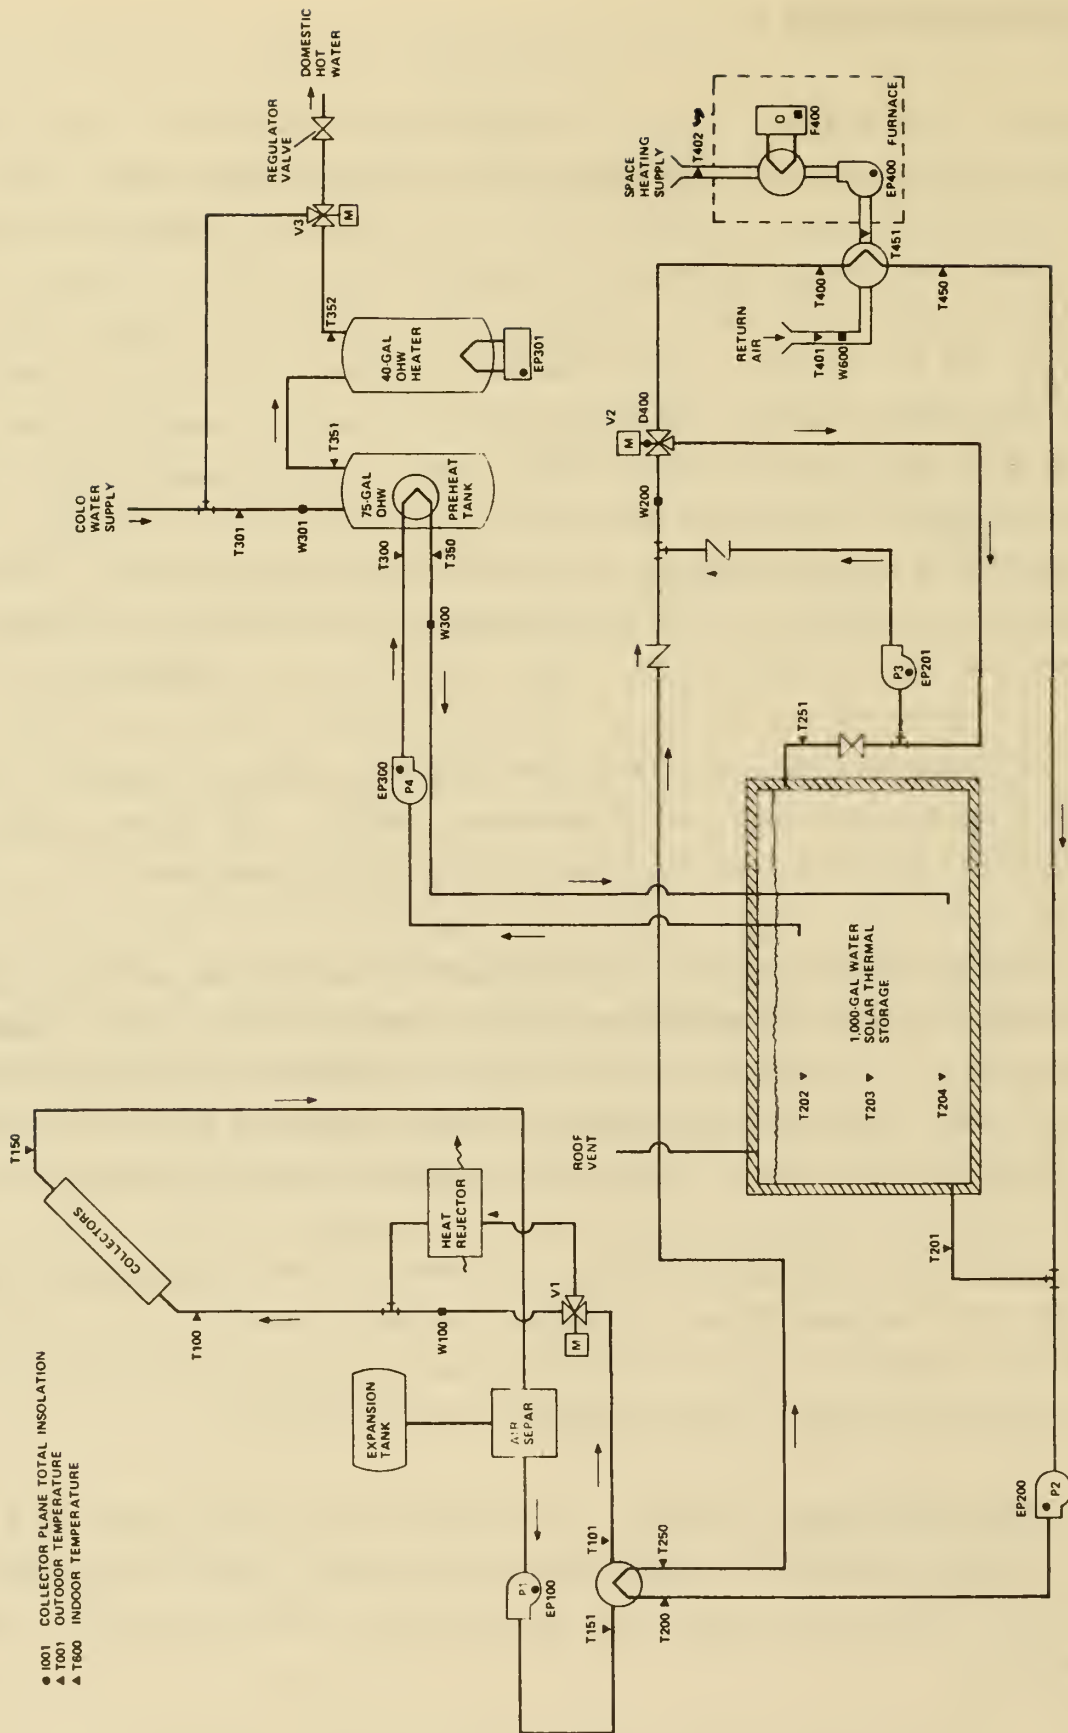 ● I001 COLLECTOR PLANE TOTAL INSOLATION
▲ T001 OUTDOOR TEMPERATURE
▲ T600 INDOOR TEMPERATURE
T150
COLLECTORS
T100
EXPANSION
TANK
AIR
SEPAR
HEAT
REJECTOR
W100
V1
M
P1
EP100
T101
T151
T250
T200
ROOF
VENT
T202
T203
T204
1,000-GAL WATER
SOLAR THERMAL
STORAGE
T201
P2
EP200
T251
P3
EP201
EP300
P4
COLD
WATER
SUPPLY
T301
W301
T300
T350
W300
75-GAL
OHW
PREHEAT
TANK
T351
40-GAL
OHW
HEATER
EP301
T352
V3
M
REGULATOR
VALVE
DOMESTIC
HOT
WATER
W200
V2
M
D400
RETURN
AIR
T401
W600
T400
T450
T451
SPACE
HEATING
SUPPLY
T402
O
F400
EP400
FURNACE